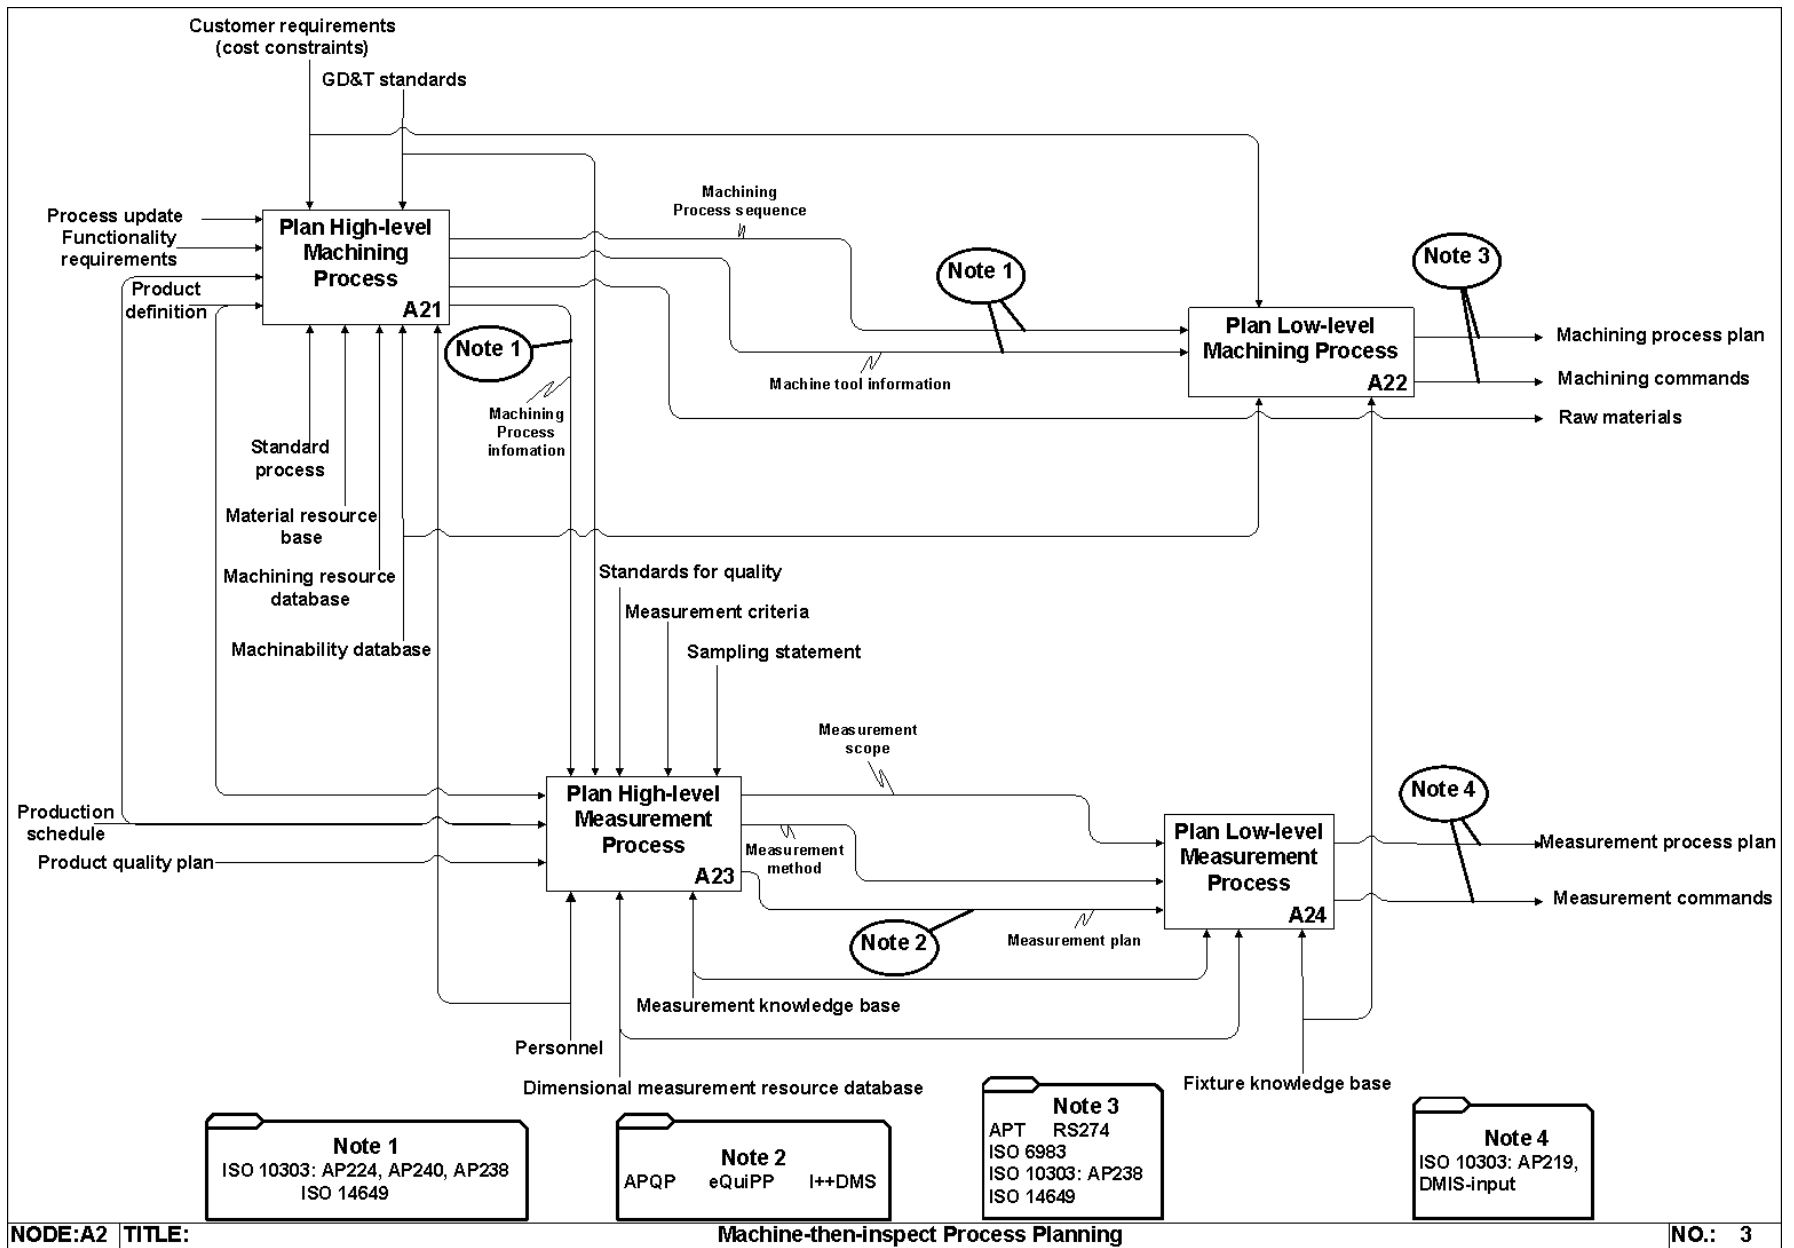 Customer requirements
(cost constraints)
GD&T standards
Machining
Process sequence
Process update
Functionality
requirements
Product
definition
Plan High-level
Machining
Process
A21
Note 1
Note 1
Note 3
Plan Low-level
Machining Process
A22
Machining process plan
Machining commands
Raw materials
Machine tool information
Machining
Process
infomation
Standard
process
Material resource
base
Machining resource
database
Machinability database
Standards for quality
Measurement criteria
Sampling statement
Measurement
scope
Production
schedule
Product quality plan
Plan High-level
Measurement
Process
A23
Measurement
method
Note 2
Measurement plan
Plan Low-level
Measurement
Process
A24
Note 4
Measurement process plan
Measurement commands
Measurement knowledge base
Personnel
Dimensional measurement resource database
Fixture knowledge base
Note 1
ISO 10303: AP224, AP240, AP238
ISO 14649
Note 2
APQP eQuiPP I++DMS
Note 3
APT RS274
ISO 6983
ISO 10303: AP238
ISO 14649
Note 4
ISO 10303: AP219,
DMIS-input
NODE:A2 TITLE: Machine-then-inspect Process Planning NO.: 3